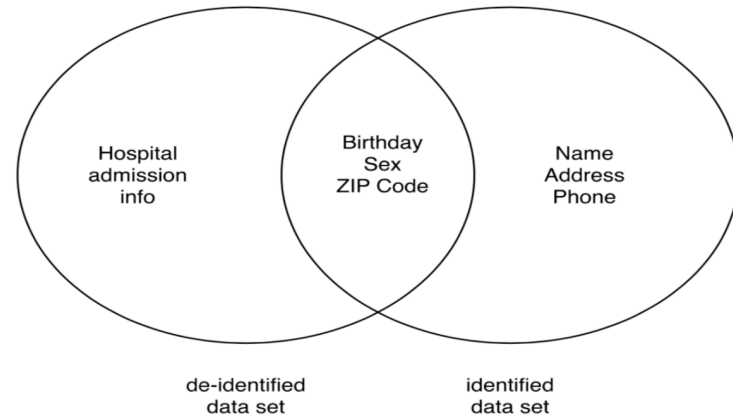 Hospital
admission
info
Birthday
Sex
ZIP Code
Name
Address
Phone
de-identified
data set
identified
data set